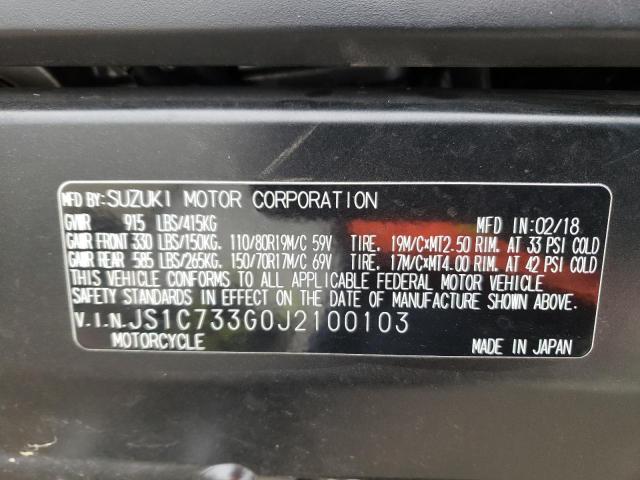 MFD BY: SUZUKI MOTOR CORPORATION
GVWR 915 LBS/415KG MFD IN: 02/18
GAWR FRONT 330 LBS/150KG. 110/80R19M/C 59V TIRE. 19M/C×MT2.50 RIM. AT 33 PSI COLD
GAWR REAR 585 LBS/265KG. 150/70R17M/C 69V TIRE. 17M/C×MT4.00 RIM. AT 42 PSI COLD
THIS VEHICLE CONFORMS TO ALL APPLICABLE FEDERAL MOTOR VEHICLE
SAFETY STANDARDS IN EFFECT ON THE DATE OF MANUFACTURE SHOWN ABOVE.
V.I.N. JS1C733G0J2100103
MOTORCYCLE MADE IN JAPAN